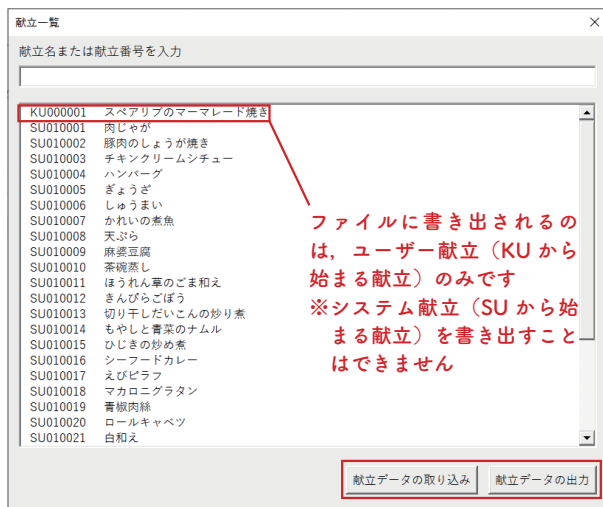 献立一覧
献立名または献立番号を入力
KU000001 スペアリブのマーマレード焼き
SU010001 肉じゃが
SU010002 豚肉のしょうが焼き
SU010003 チキンクリームシチュー
SU010004 ハンバーグ
SU010005 ぎょうざ
SU010006 しゅうまい
SU010007 かれいの煮魚
SU010008 天ぷら
SU010009 麻婆豆腐
SU010010 茶碗蒸し
SU010011 ほうれん草のごま和え
SU010012 きんぴらごぼう
SU010013 切り干しだいこんの炒り煮
SU010014 もやしと青菜のナムル
SU010015 ひじきの炒め煮
SU010016 シーフードカレー
SU010017 えびピラフ
SU010018 マカロニグラタン
SU010019 青椒肉絲
SU010020 ロールキャベツ
SU010021 白和え
ファイルに書き出されるの
は，ユーザー献立（KU から
始まる献立）のみです
※システム献立（SU から始
まる献立）を書き出すこと
はできません
献立データの取り込み
献立データの出力